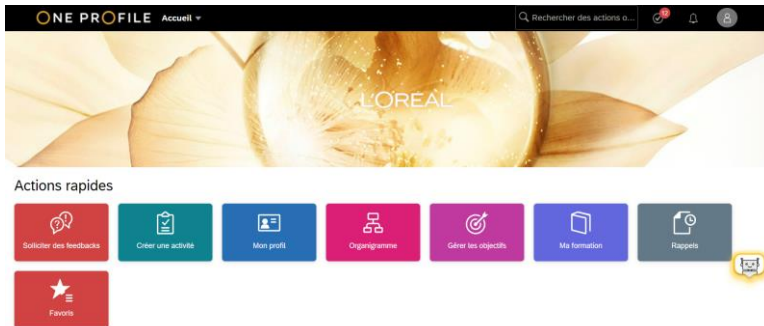 ONE PROFILE Accueil
Rechercher des actions o...
12
L'ORÉAL
Actions rapides
Solliciter des feedbacks
Créer une activité
Mon profil
Organigramme
Gérer les objectifs
Ma formation
Rappels
Favoris